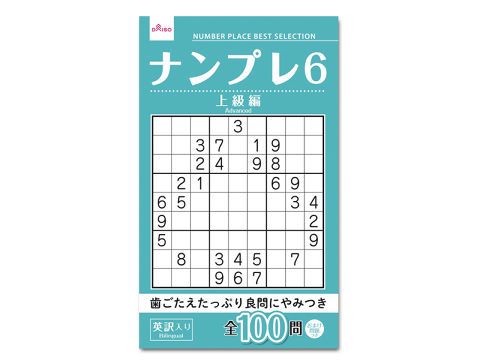 DAISO
NUMBER PLACE BEST SELECTION
ナンプレ6
上級編
Advanced
3
3 7 1 9
2 4 9 8
2 1 6 9
6 5 3 4
9 2
5 9
8 3 4 5 7
9 6 7
歯ごたえたっぷり良問にやみつき
英訳入り
Bilingual
全100問